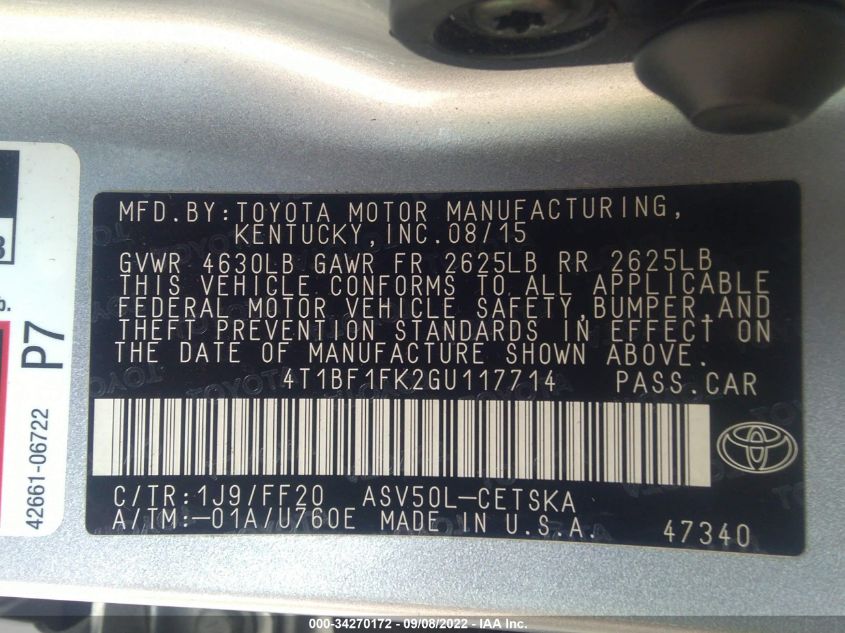 MFD.BY:TOYOTA MOTOR MANUFACTURING,
KENTUCKY,INC.08/15
GVWR 4630LB GAWR FR 2625LB RR 2625LB
THIS VEHICLE CONFORMS TO ALL APPLICABLE
FEDERAL MOTOR VEHICLE SAFETY,BUMPER,AND
THEFT PREVENTION STANDARDS IN EFFECT ON
THE DATE OF MANUFACTURE SHOWN ABOVE.
4T1BF1FK2GU117714 PASS.CAR
C/TR:1J9/FF20 ASV50L-CETSKA
A/TM:-01A/U760E MADE IN U.S.A.
47340
P7
42661-06722
000-34270172 - 09/08/2022 - IAA Inc.